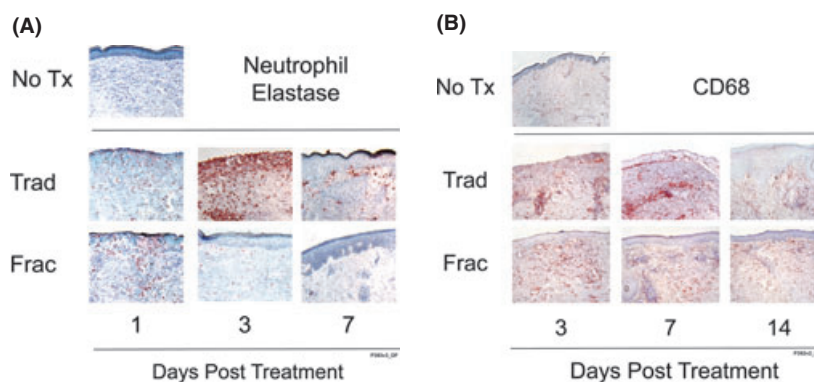 (A)
No Tx
Neutrophil
Elastase
Trad
Frac
1 3 7
Days Post Treatment
(B)
No Tx
CD68
Trad
Frac
3 7 14
Days Post Treatment